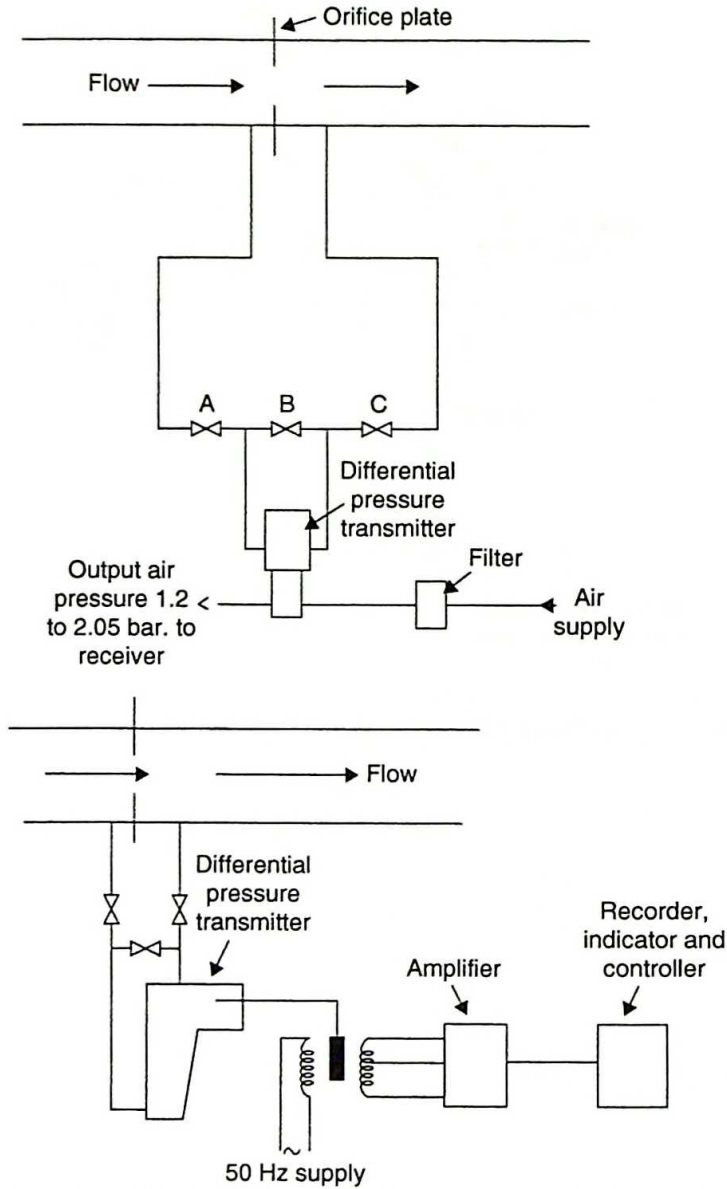 Orifice plate
Flow
A
B
C
Differential
pressure
transmitter
Filter
Output air
pressure 1.2
to 2.05 bar. to
receiver
Air
supply
Flow
Differential
pressure
transmitter
Recorder,
indicator and
controller
Amplifier
~
50 Hz supply